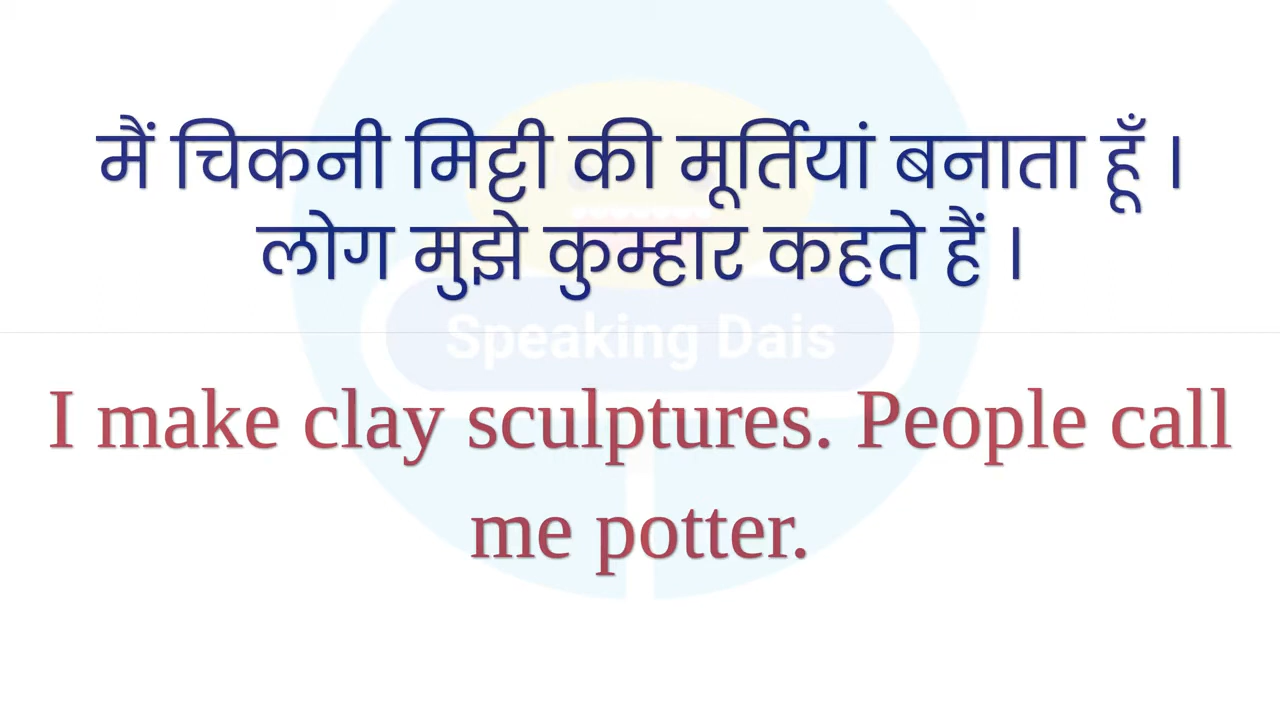 मैं चिकनी मिट्टी की मूर्तियां बनाता हूँ ।
लोग मुझे कुम्हार कहते हैं ।
Speaking Dais
I make clay sculptures. People call
me potter.